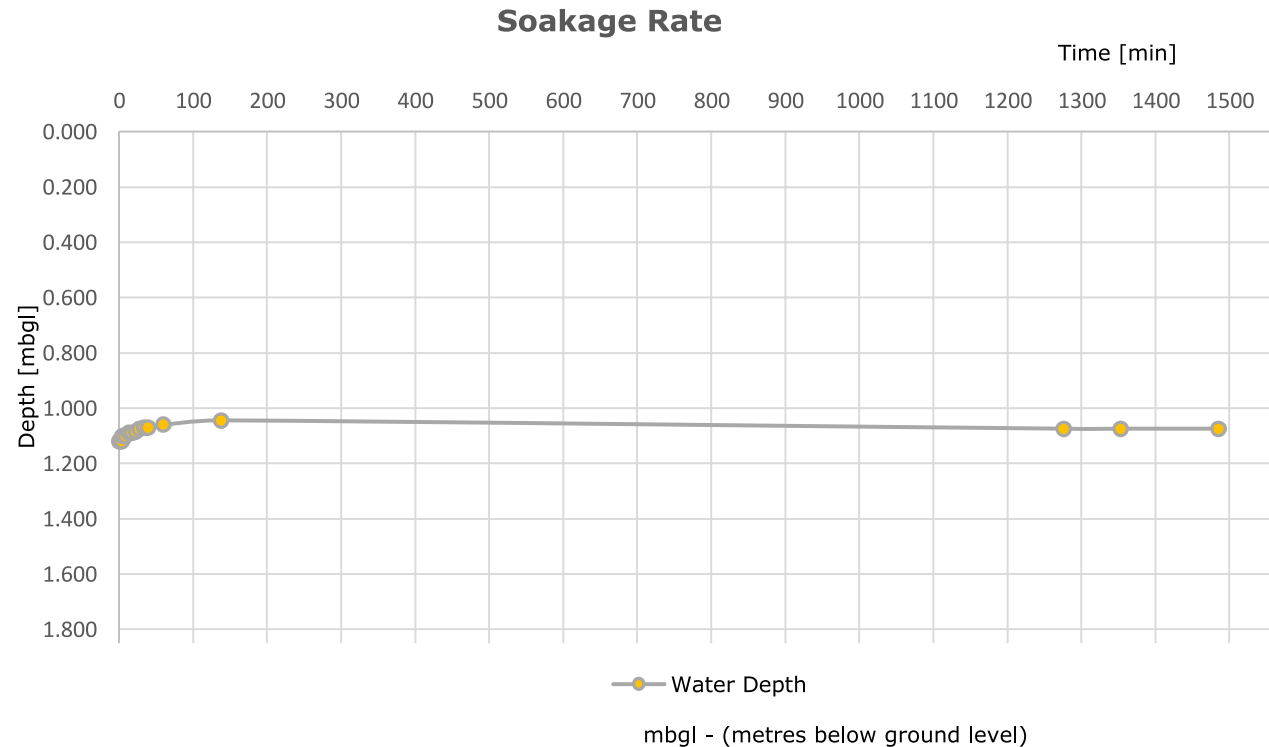 Soakage Rate
Time [min]
0 100 200 300 400 500 600 700 800 900 1000 1100 1200 1300 1400 1500
0.000
0.200
0.400
0.600
0.800
1.000
1.200
1.400
1.600
1.800
Depth [mbgl]
Water Depth
mbgl - (metres below ground level)